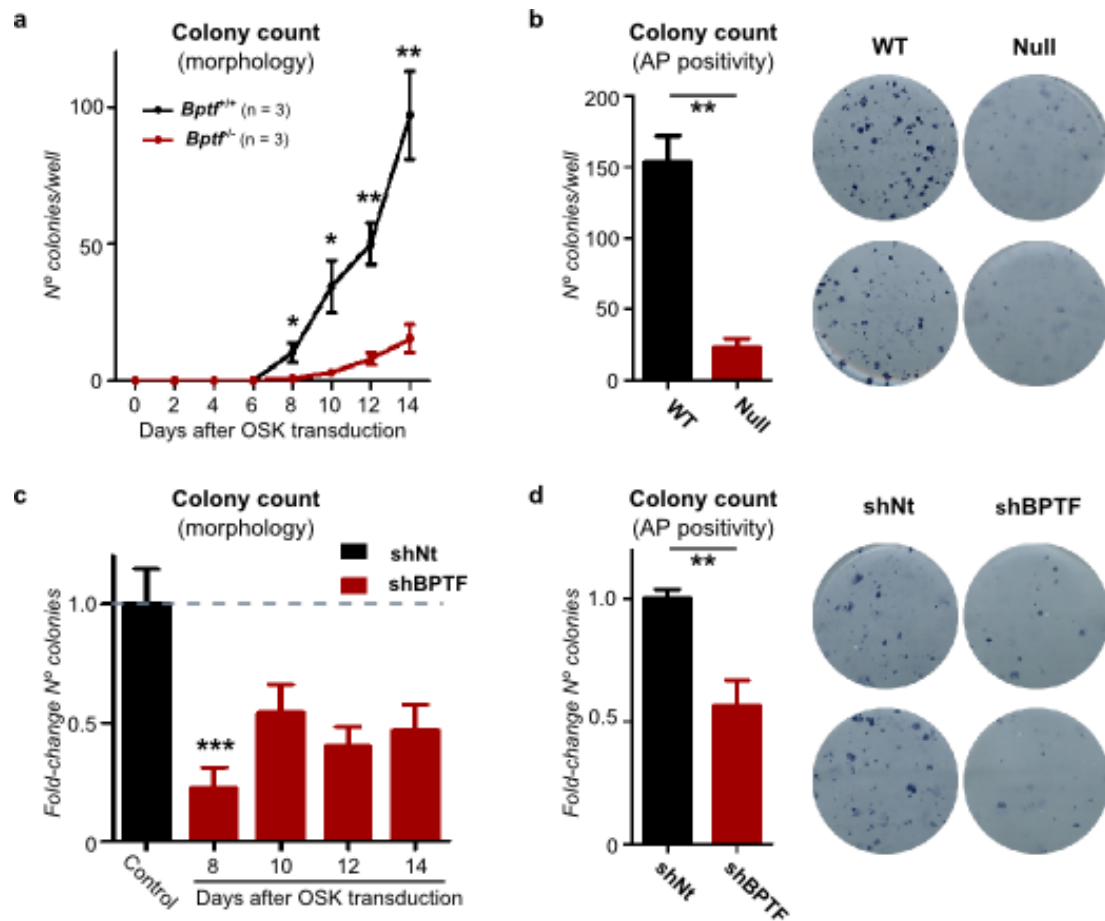 a
Colony count
(morphology)
Nº colonies/well
100
50
0
Bptf+/+ (n = 3)
Bptf-/- (n = 3)
*
*
**
**
0 2 4 6 8 10 12 14
Days after OSK transduction
b
Colony count
(AP positivity)
Nº colonies/well
200
150
100
50
0
**
WT
Null
WT
Null
c
Colony count
(morphology)
Fold-change Nº colonies
1.0
0.5
0
shNt
shBPTF
***
Control
8 10 12 14
Days after OSK transduction
d
Colony count
(AP positivity)
Fold-change Nº colonies
1.0
0.5
0
**
shNt
shBPTF
shNt
shBPTF